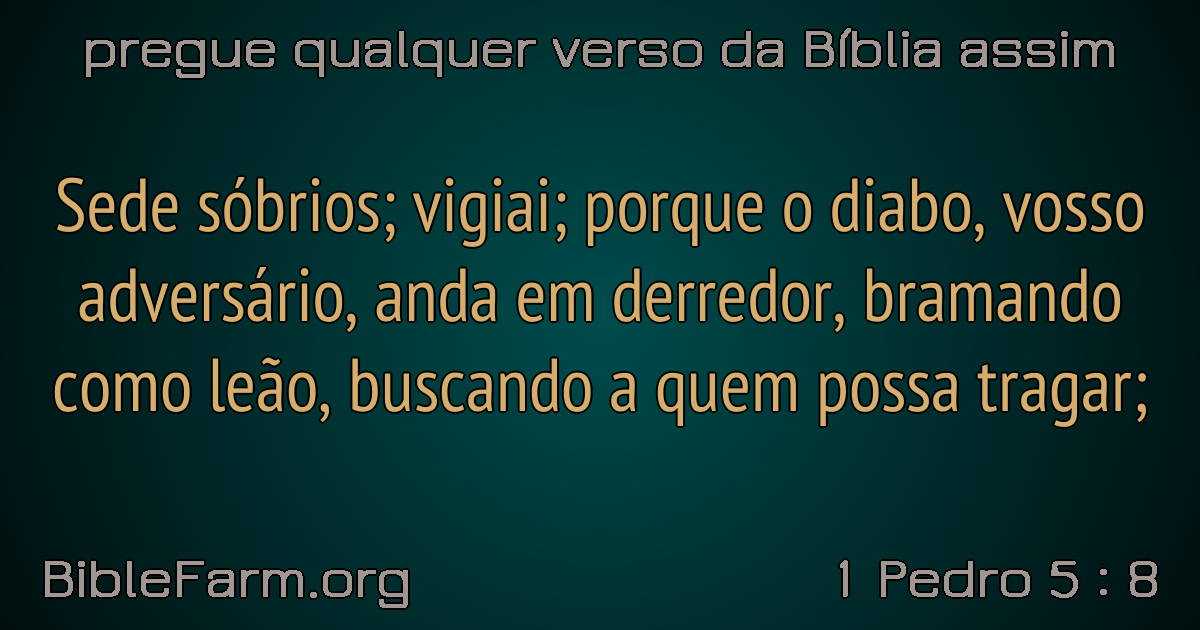 pregue qualquer verso da Bíblia assim
Sede sóbrios; vigiai; porque o diabo, vosso
adversário, anda em derredor, bramando
como leão, buscando a quem possa tragar;
BibleFarm.org
1 Pedro 5 : 8